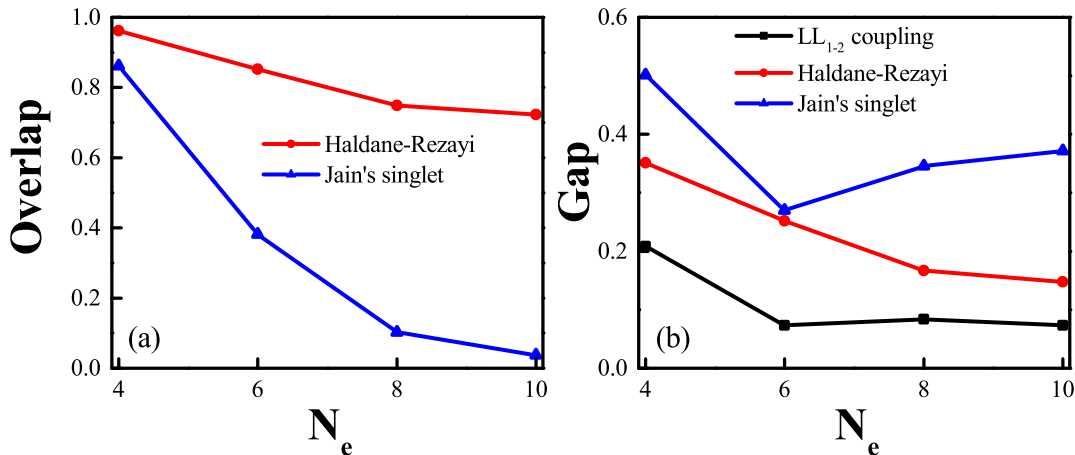 Overlap
1.0
0.8
0.6
0.4
0.2
0.0
Haldane-Rezayi
Jain's singlet
(a)
4 6 8 10
Nₑ
Gap
0.6
0.4
0.2
0.0
LL₁₋₂ coupling
Haldane-Rezayi
Jain's singlet
(b)
4 6 8 10
Nₑ